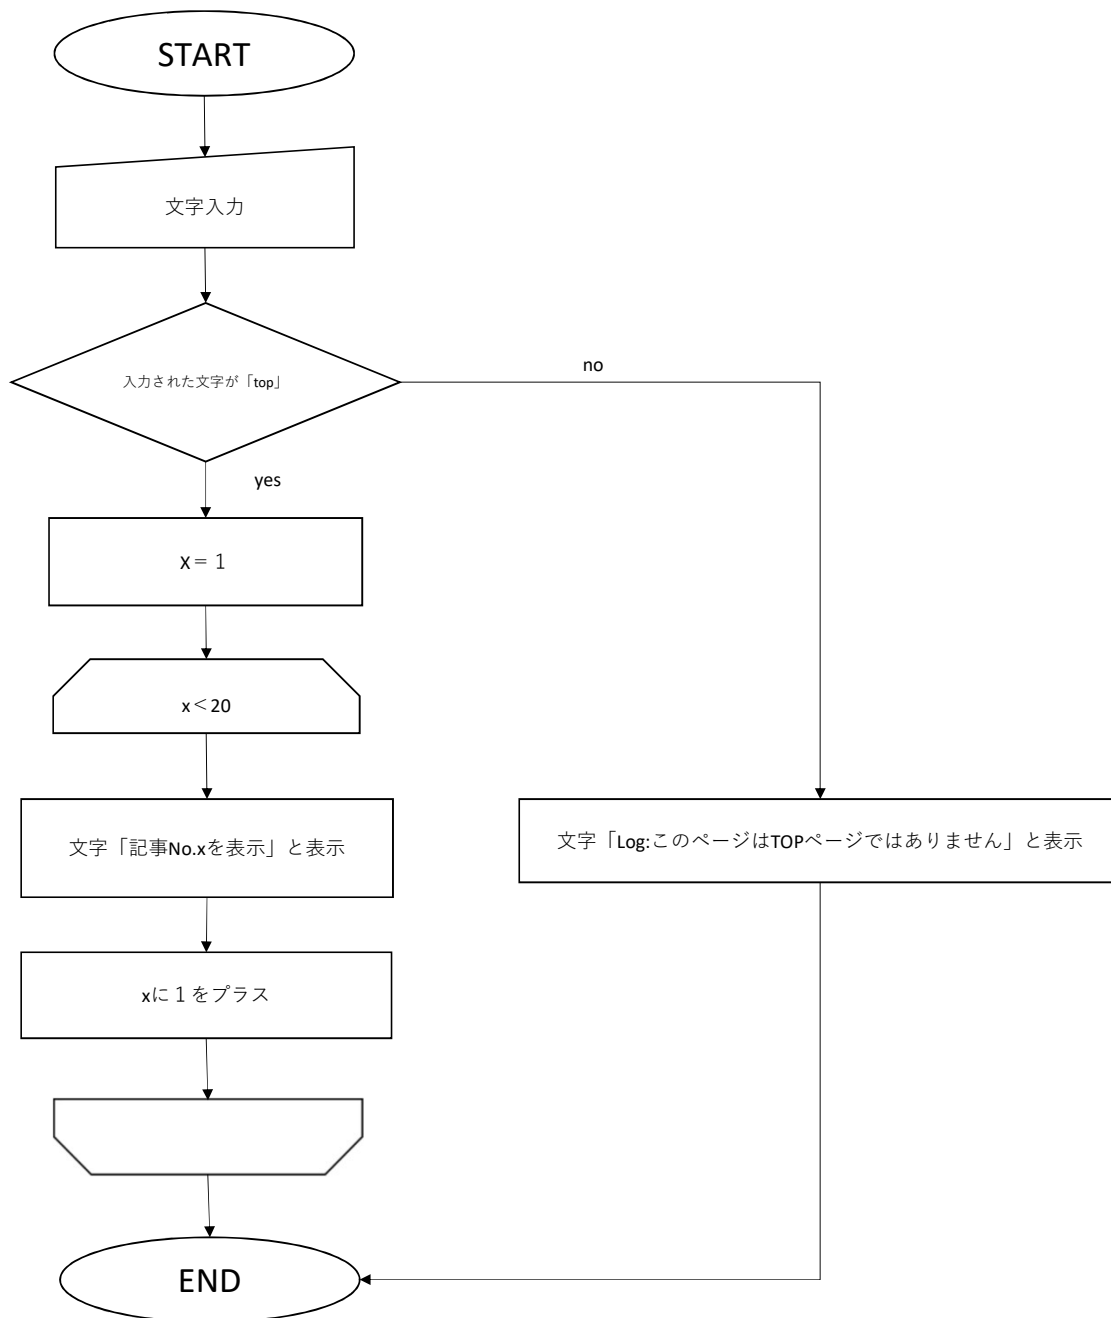 START
文字入力
入力された文字が「top」
no
yes
X＝１
x＜20
文字「記事No.xを表示」と表示
文字「Log:このページはTOPページではありません」と表示
xに１をプラス
END